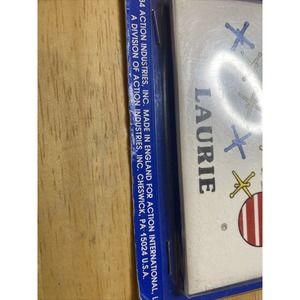 84 ACTION INDUSTRIES, INC. MADE IN ENGLAND FOR ACTION INTERNATIONAL,
A DIVISION OF ACTION INDUSTRIES, INC. CHESWICK, PA 15024 U.S.A.
LAURIE